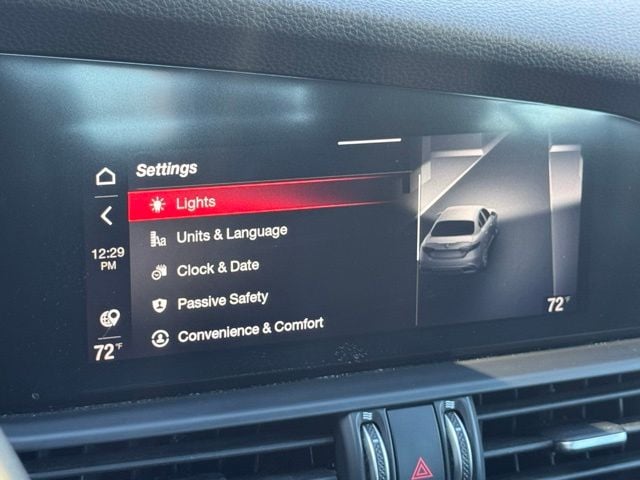 Settings
Lights
Units & Language
Clock & Date
Passive Safety
Convenience & Comfort
12:29
PM
72°F
72°F